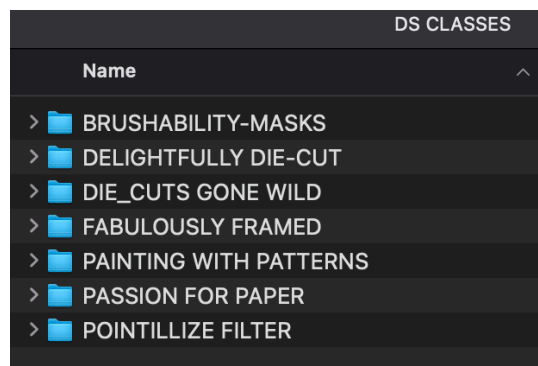 DS CLASSES
Name
BRUSHABILITY-MASKS
DELIGHTFULLY DIE-CUT
DIE_CUTS GONE WILD
FABULOUSLY FRAMED
PAINTING WITH PATTERNS
PASSION FOR PAPER
POINTILLIZE FILTER